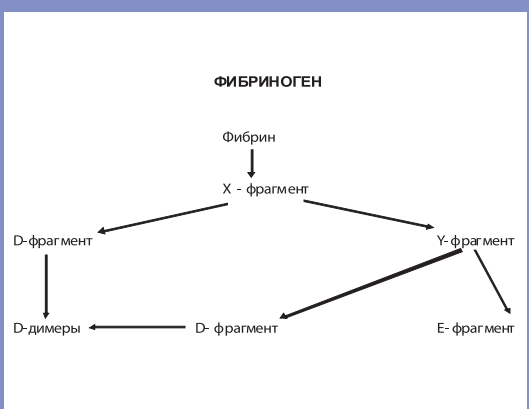 ФИБРИНОГЕН
Фибрин
X - фрагмент
D-фрагмент
Y-фрагмент
D-димеры
D- фрагмент
E-фрагмент